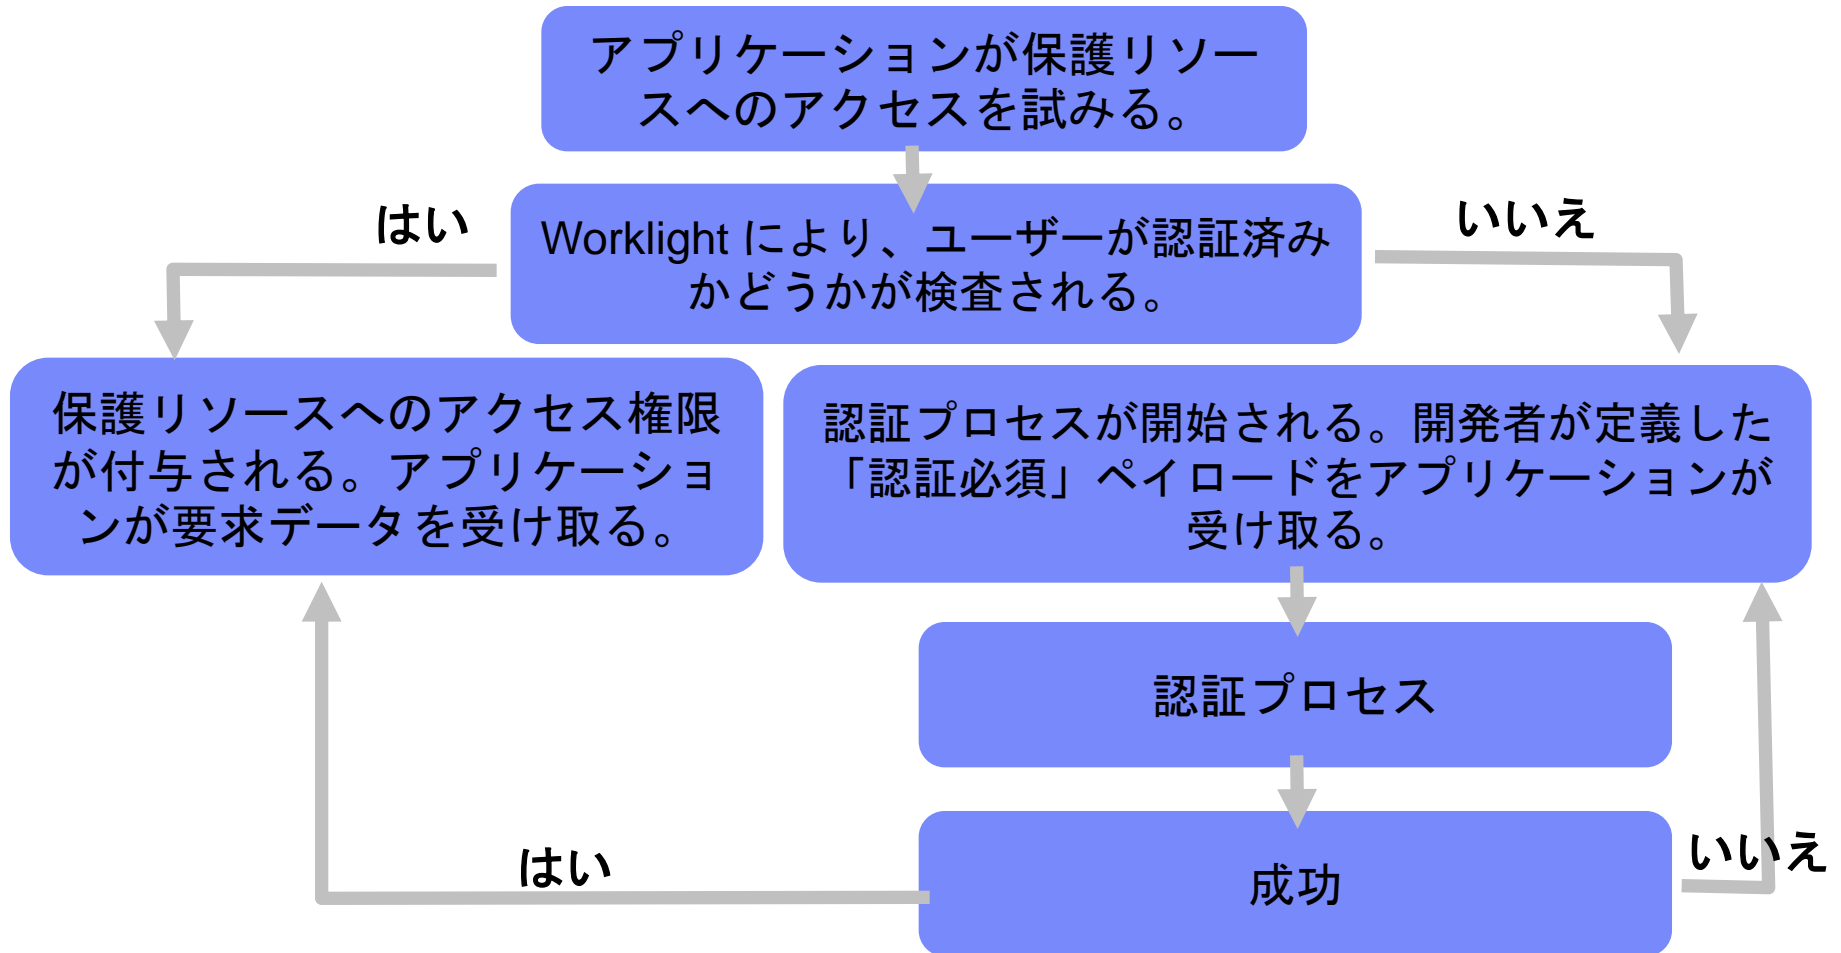 アプリケーションが保護リソー
スへのアクセスを試みる。
はい
Worklight により、ユーザーが認証済み
かどうかが検査される。
いいえ
保護リソースへのアクセス権限
が付与される。アプリケーショ
ンが要求データを受け取る。
認証プロセスが開始される。開発者が定義した
「認証必須」ペイロードをアプリケーションが
受け取る。
認証プロセス
はい
成功
いいえ